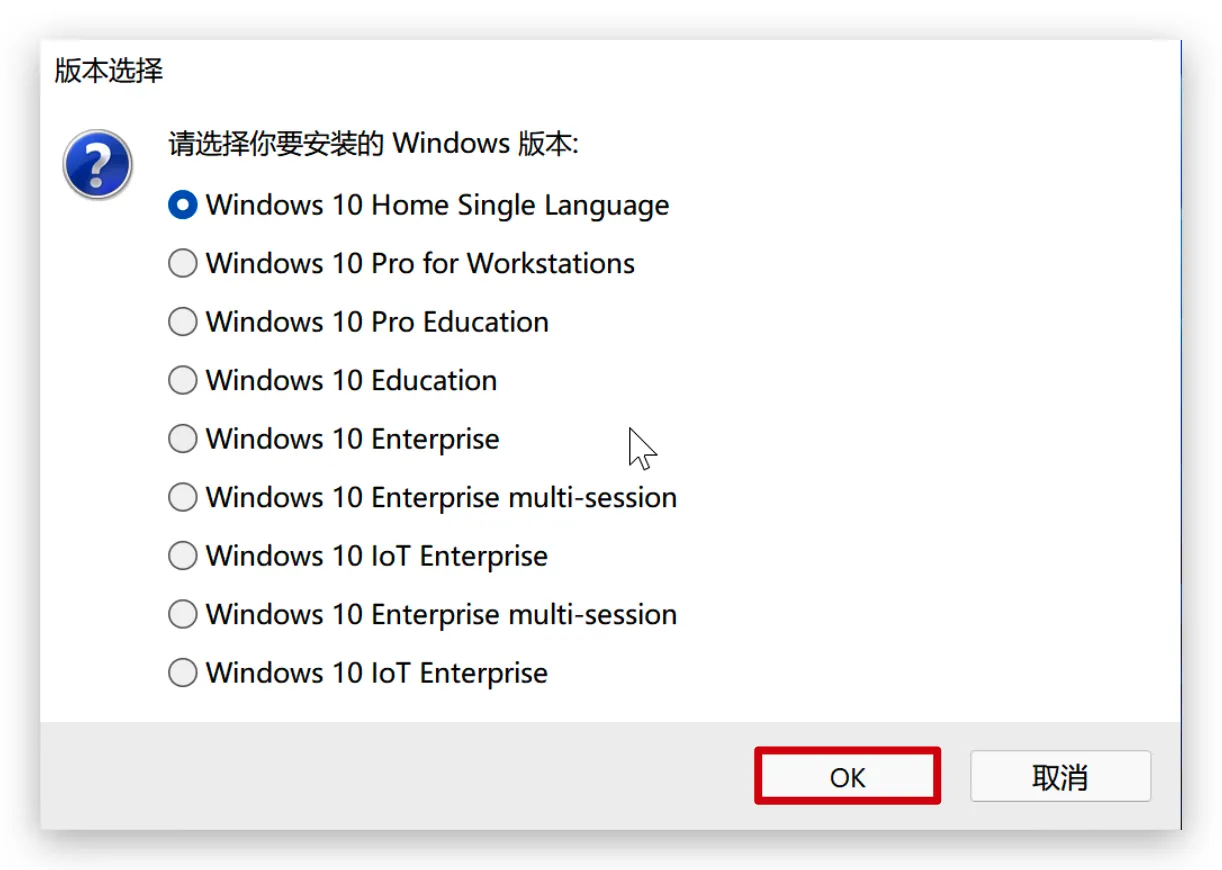 版本选择
请选择你要安装的 Windows 版本:
Windows 10 Home Single Language
Windows 10 Pro for Workstations
Windows 10 Pro Education
Windows 10 Education
Windows 10 Enterprise
Windows 10 Enterprise multi-session
Windows 10 IoT Enterprise
Windows 10 Enterprise multi-session
Windows 10 IoT Enterprise
OK 取消